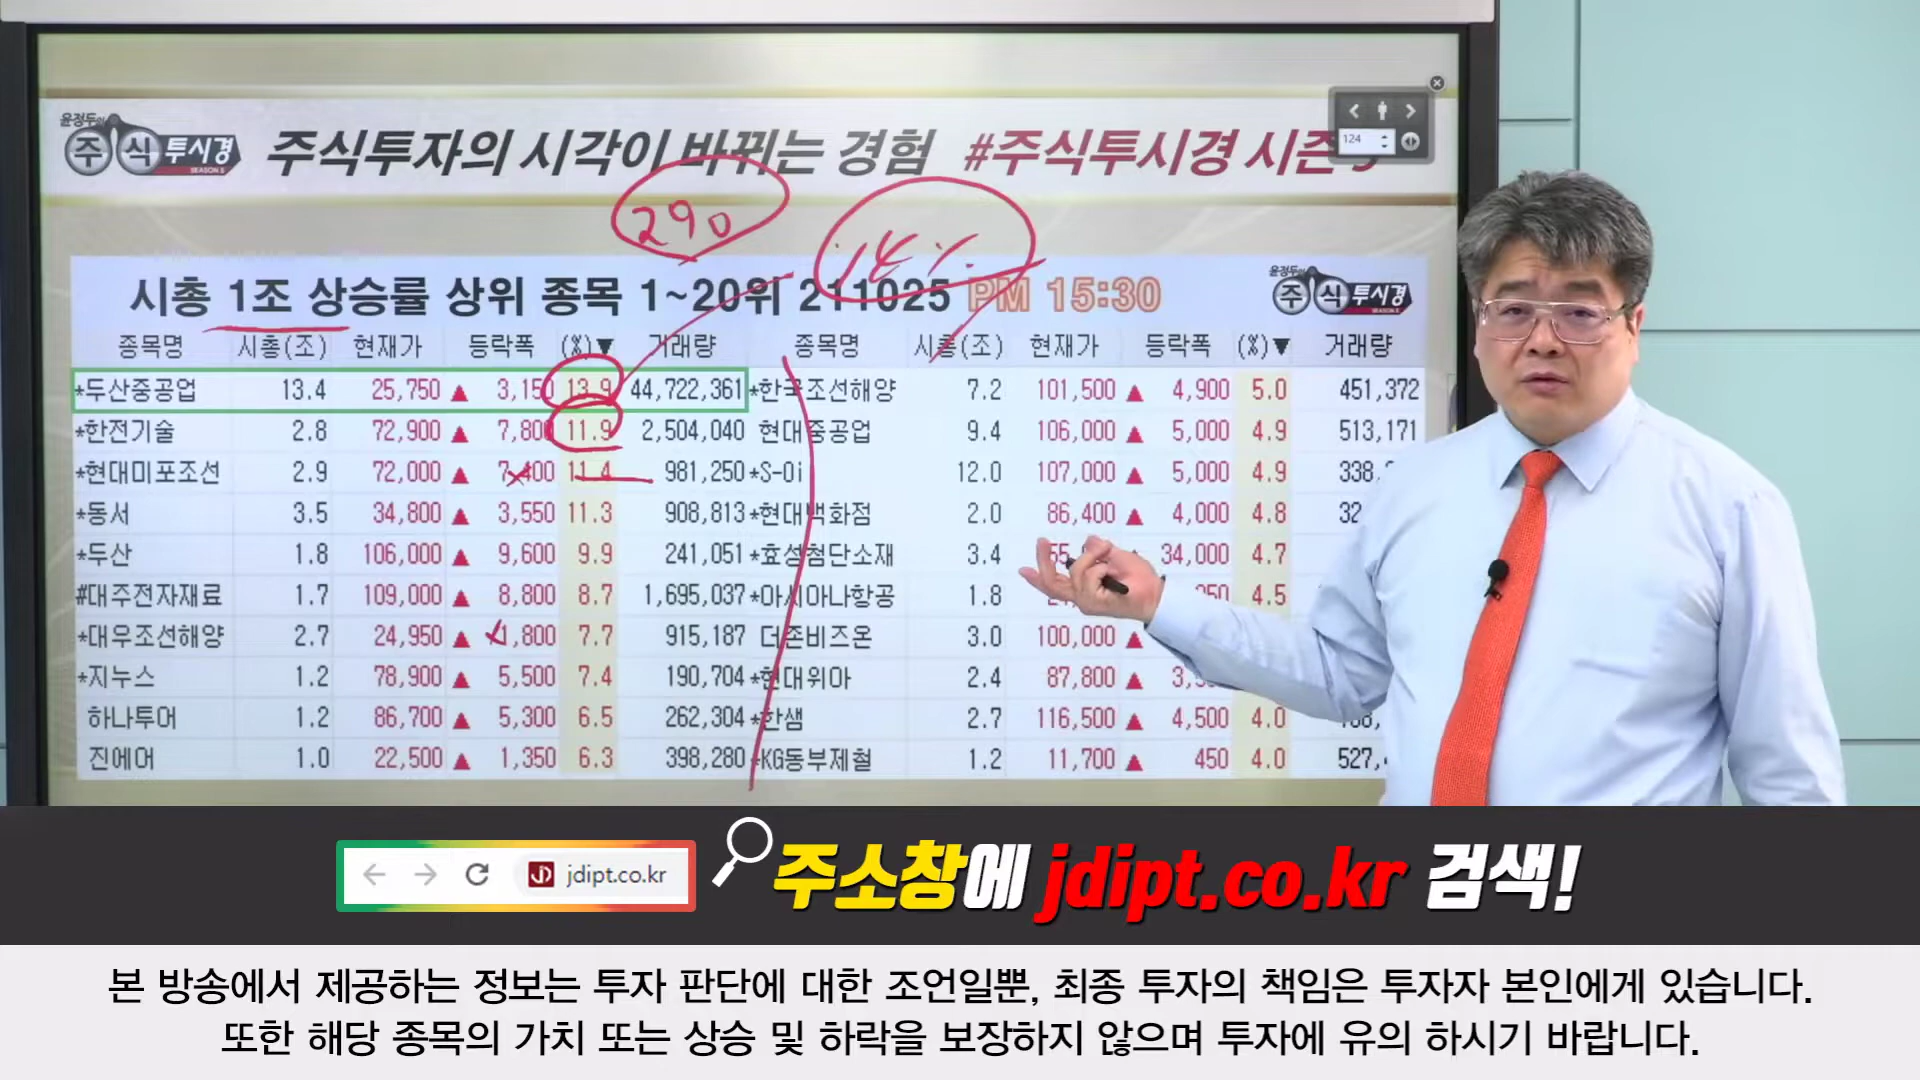 윤정두의
주식투시경
SEASON 5
주식투자의 시각이 바뀌는 경험 #주식투시경 시즌
124
290
14%
시총 1조 상승률 상위 종목 1~20위 211025 PM 15:30
윤정두의
주식투시경
종목명 시총(조) 현재가 등락폭 (%)▼ 거래량 종목명 시총(조) 현재가 등락폭 (%)▼ 거래량
*두산중공업 13.4 25,750 ▲ 3,150 13.9 44,722,361 *한국조선해양 7.2 101,500 ▲ 4,900 5.0 451,372
*한전기술 2.8 72,900 ▲ 7,800 11.9 2,504,040 현대중공업 9.4 106,000 ▲ 5,000 4.9 513,171
*현대미포조선 2.9 72,000 ▲ 7,400 11.4 981,250 *S-Oi 12.0 107,000 ▲ 5,000 4.9 338,
*동서 3.5 34,800 ▲ 3,550 11.3 908,813 *현대백화점 2.0 86,400 ▲ 4,000 4.8 32
*두산 1.8 106,000 ▲ 9,600 9.9 241,051 *효성첨단소재 3.4 34,000 4.7
#대주전자재료 1.7 109,000 ▲ 8,800 8.7 1,695,037 *아시아나항공 1.8 4.5
*대우조선해양 2.7 24,950 ▲ 1,800 7.7 915,187 더존비즈온 3.0 100,000 ▲
*지누스 1.2 78,900 ▲ 5,500 7.4 190,704 *현대위아 2.4 87,800 ▲
하나투어 1.2 86,700 ▲ 5,300 6.5 262,304 *한샘 2.7 116,500 ▲ 4,500 4.0
진에어 1.0 22,500 ▲ 1,350 6.3 398,280 *KG동부제철 1.2 11,700 ▲ 450 4.0 527,
jdipt.co.kr
주소창에 jdipt.co.kr 검색!
본 방송에서 제공하는 정보는 투자 판단에 대한 조언일뿐, 최종 투자의 책임은 투자자 본인에게 있습니다.
또한 해당 종목의 가치 또는 상승 및 하락을 보장하지 않으며 투자에 유의 하시기 바랍니다.